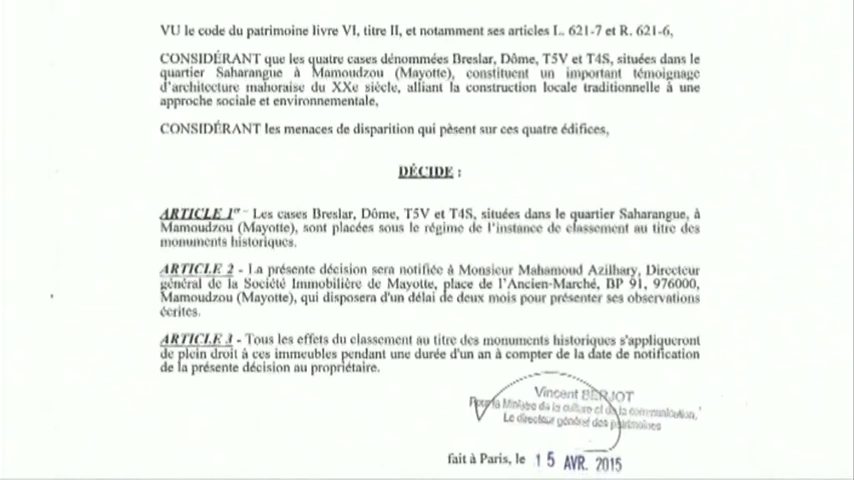 VU le code du patrimoine livre VI, titre II, et notamment ses articles L. 621-7 et R. 621-6,
CONSIDÉRANT que les quatre cases dénommées Breslar, Dôme, T5V et T4S, situées dans le
quartier Saharangue à Mamoudzou (Mayotte), constituent un important témoignage
d'architecture mahoraise du XXe siècle, alliant la construction locale traditionnelle à une
approche sociale et environnementale,
CONSIDÉRANT les menaces de disparition qui pèsent sur ces quatre édifices,
DÉCIDE :
ARTICLE 1er - Les cases Breslar, Dôme, T5V et T4S, situées dans le quartier Saharangue, à
Mamoudzou (Mayotte), sont placées sous le régime de l'instance de classement au titre des
monuments historiques.
ARTICLE 2 - La présente décision sera notifiée à Monsieur Mahamoud Azilhary, Directeur
général de la Société Immobilière de Mayotte, place de l'Ancien-Marché, BP 91, 976000,
Mamoudzou (Mayotte), qui disposera d'un délai de deux mois pour présenter ses observations
écrites.
ARTICLE 3 - Tous les effets du classement au titre des monuments historiques s'appliqueront
de plein droit à ces immeubles pendant une durée d'un an à compter de la date de notification
de la présente décision au propriétaire.
Vincent BERJOT
Pour la Ministre de la culture et de la communication,
Le directeur général des patrimoines
fait à Paris, le 15 AVR. 2015